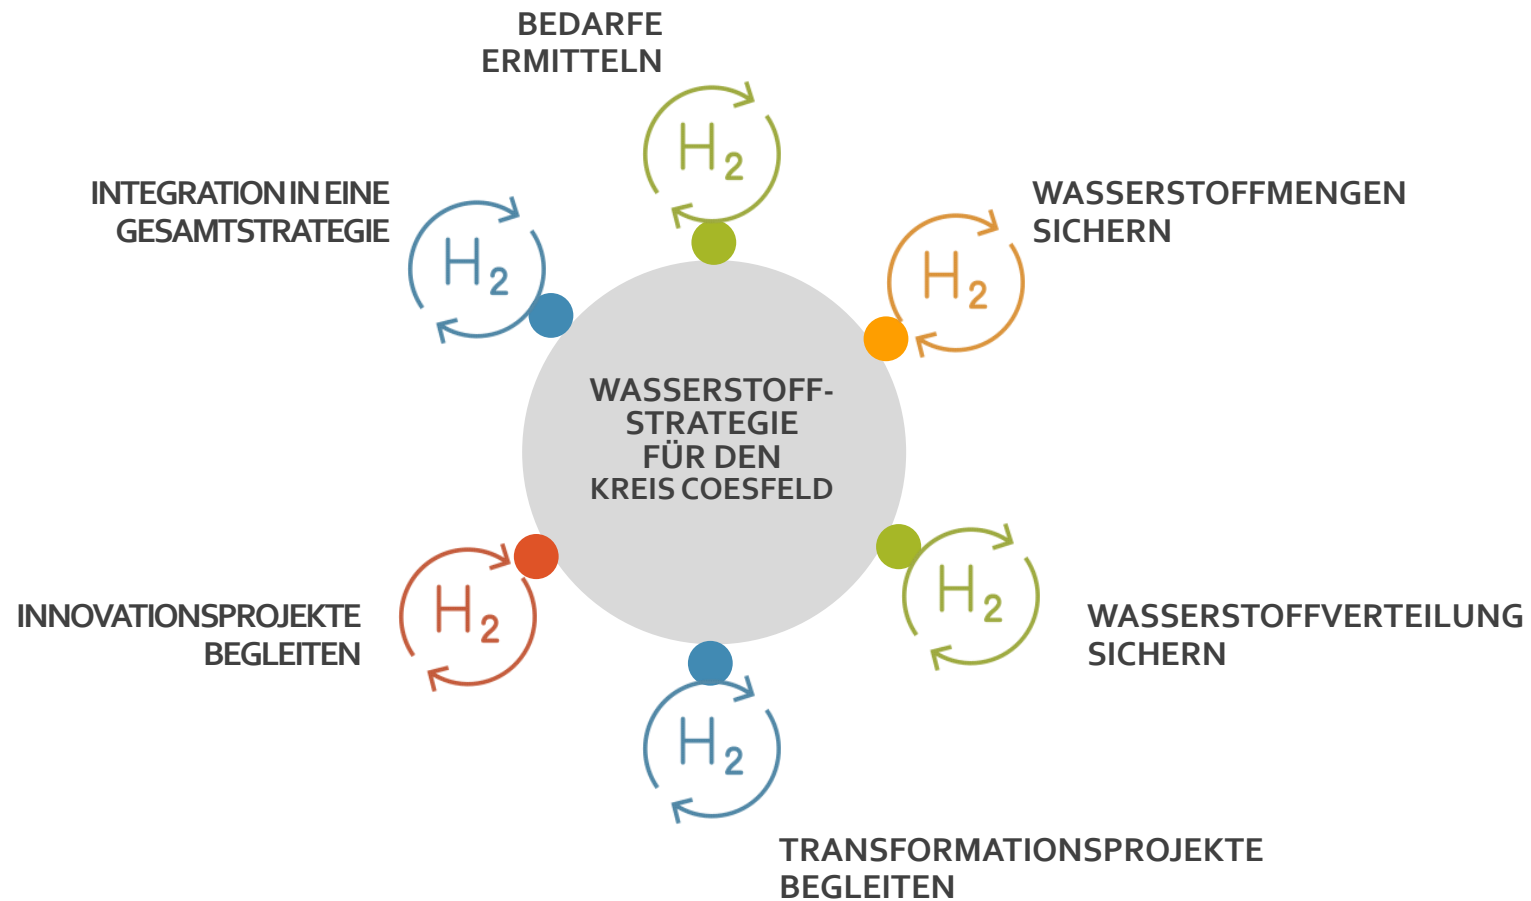 BEDARFE
ERMITTELN
H2
INTEGRATION IN EINE
GESAMTSTRATEGIE
H2
WASSERSTOFFMENGEN
SICHERN
H2
WASSERSTOFF-
STRATEGIE
FÜR DEN
KREIS COESFELD
INNOVATIONSPROJEKTE
BEGLEITEN
H2
WASSERSTOFFVERTEILUNG
SICHERN
H2
H2
TRANSFORMATIONSPROJEKTE
BEGLEITEN